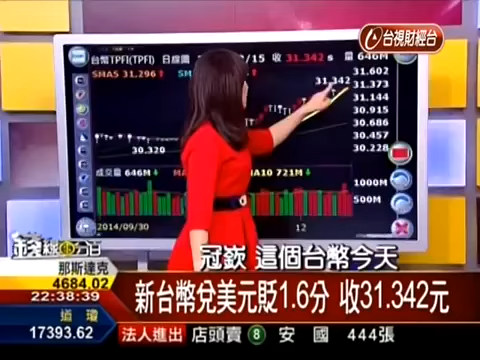 台視財經台
台幣TPFI(TPFI) 日線圖 2/15 收 31.342 s 量 646M
SMA5 31.296 ↑ S
31.602
31.342
31.373
31.144
30.915
30.686
30.457
30.320
30.228
成交量 646M ↓ MA10 721M ↓
1000M
500M
2014/09/30 12
錢線百分百
冠嶔 這個台幣今天
那斯達克
4684.02
22:38:39
新台幣兌美元貶1.6分 收31.342元
道瓊
17393.62
法人進出 店頭賣 8 安國 444張